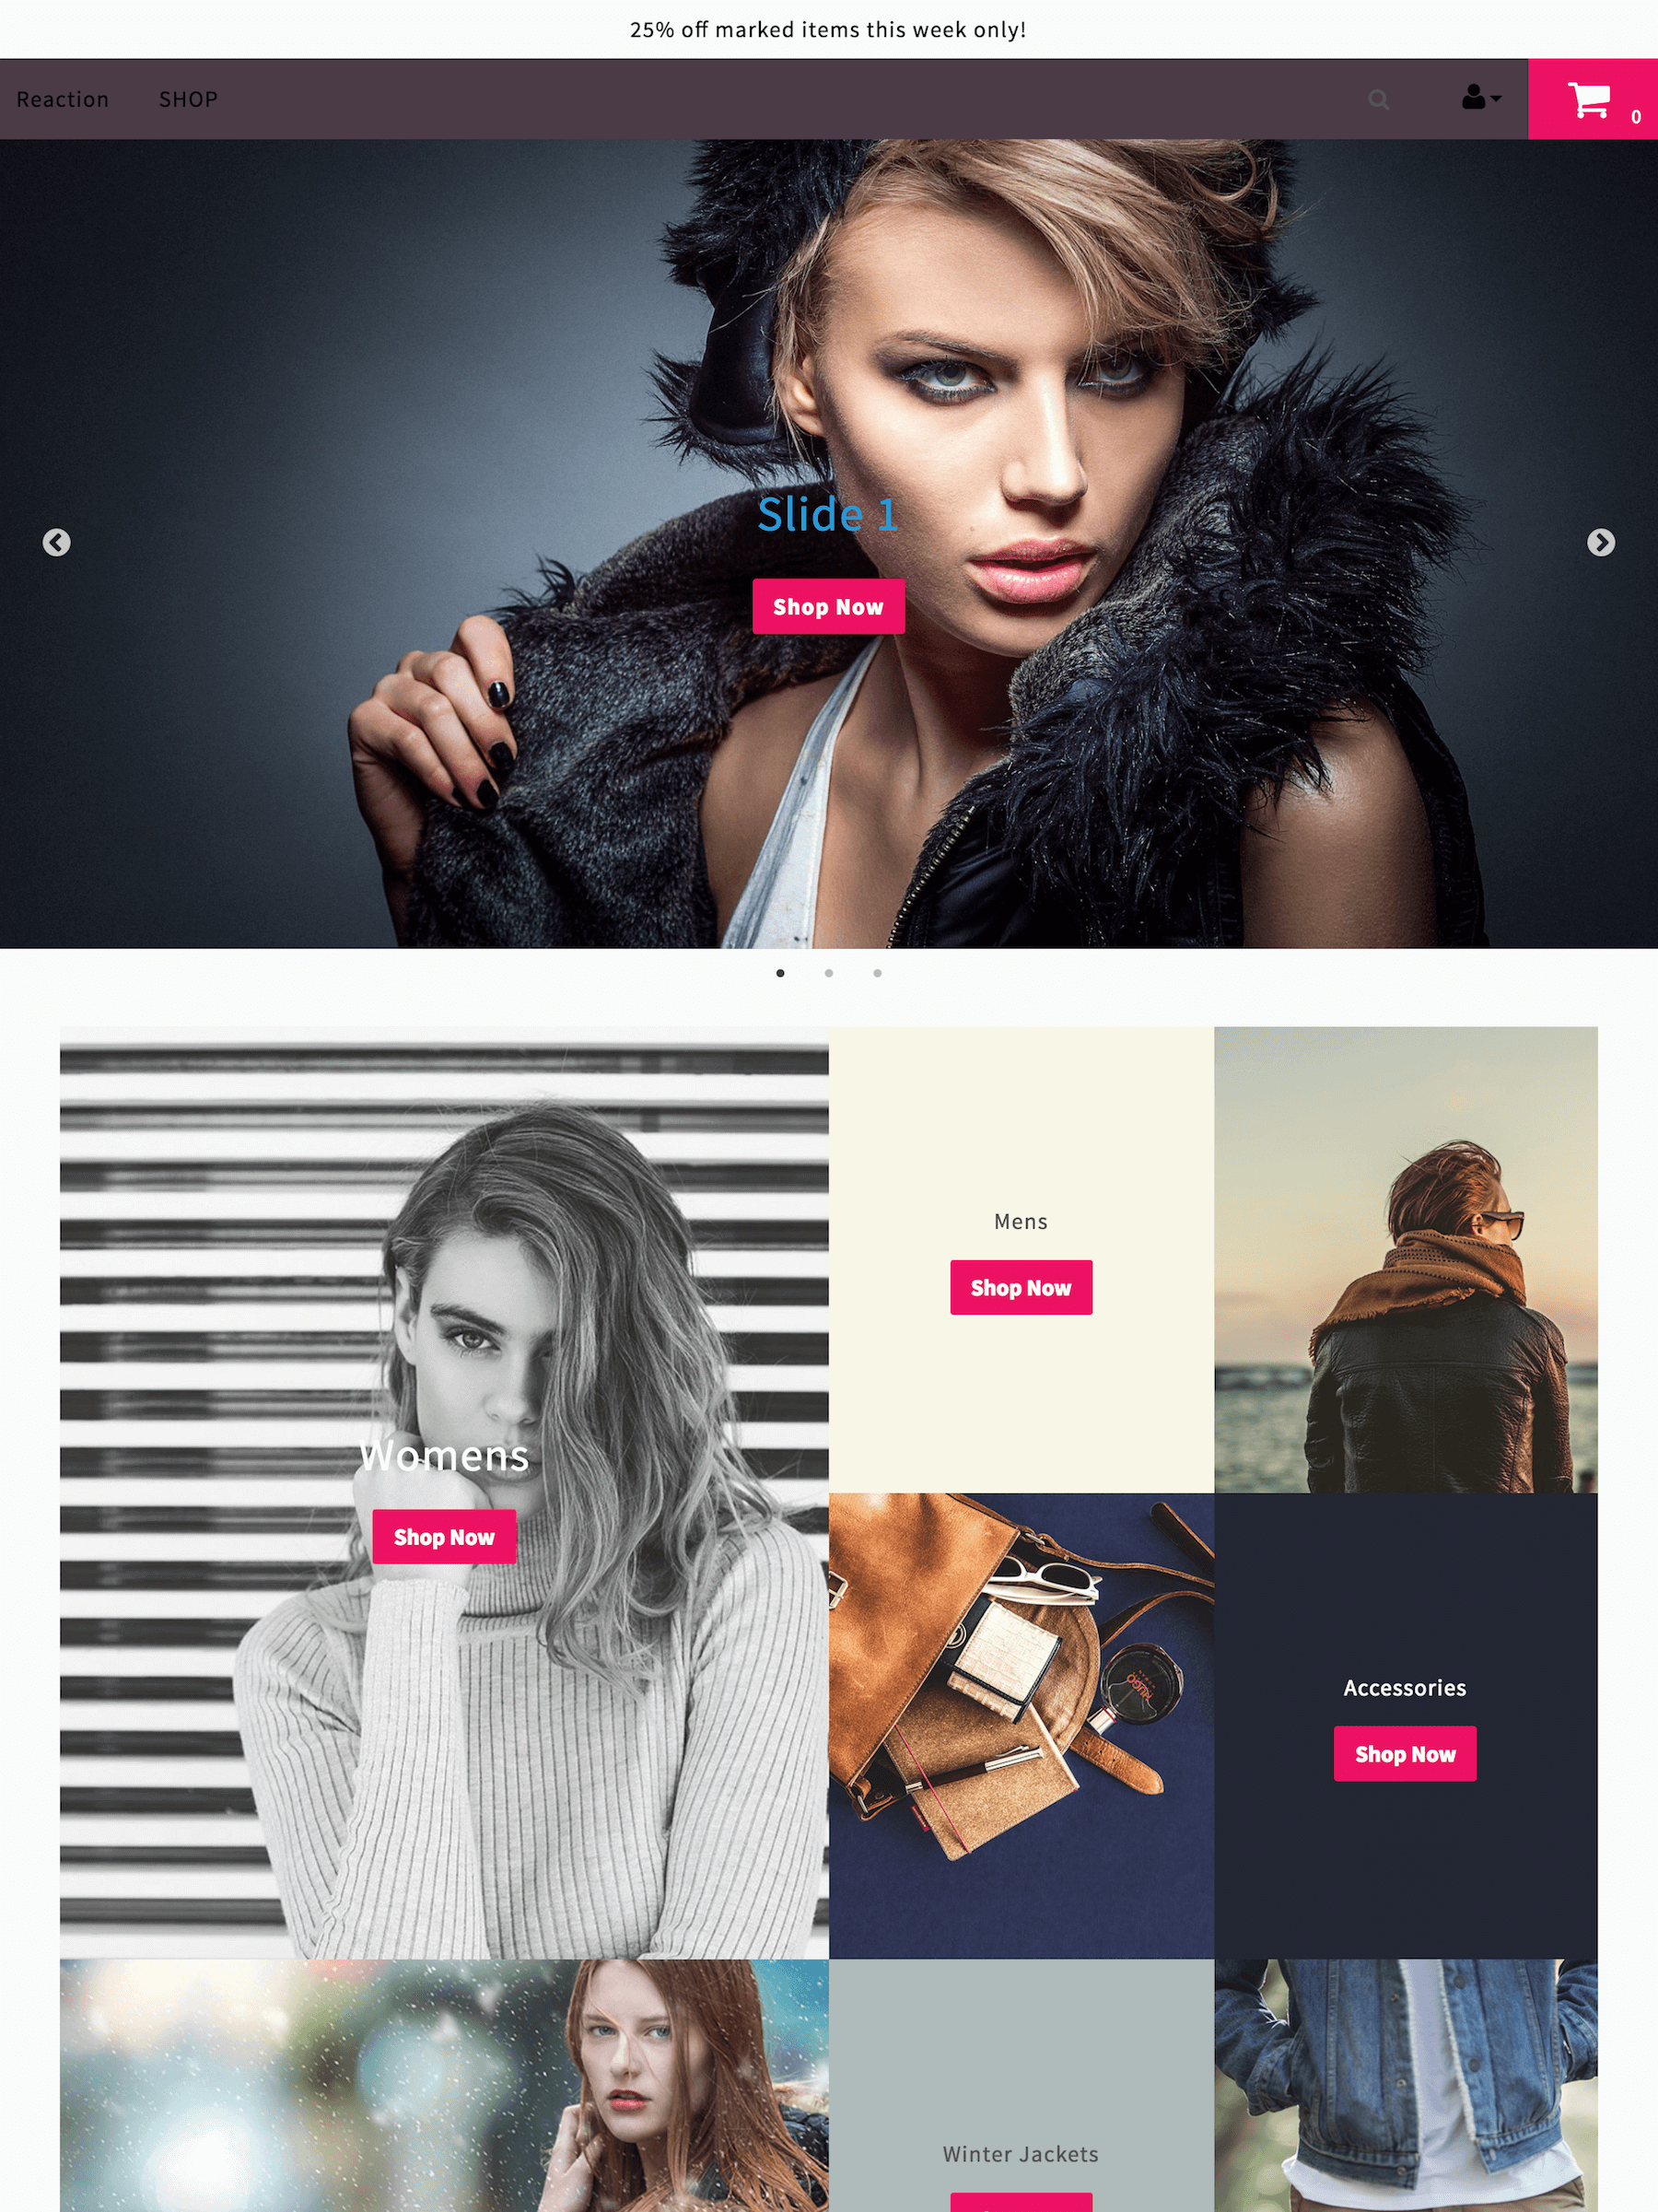 25% off marked items this week only!
Reaction SHOP
0
Slide 1
Shop Now
Mens
Shop Now
Womens
Shop Now
HUGO
Accessories
Shop Now
Winter Jackets